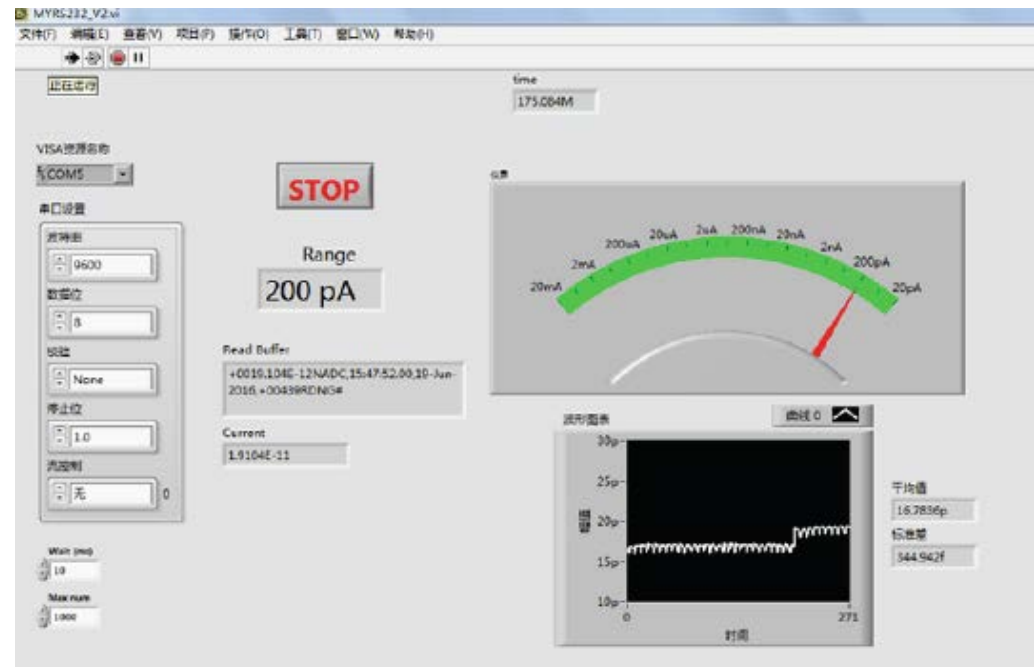 MYRS232_V2.vi
文件(F) 编辑(E) 查看(V) 项目(P) 操作(O) 工具(T) 窗口(W) 帮助(H)
正在运行
time
175.084M
VISA资源名称
COM5
STOP
仪表
串口设置
波特率
9600
数据位
8
校验
None
停止位
1.0
流控制
无
0
Range
200 pA
20mA
2mA
200uA
20uA
2uA
200nA
20nA
2nA
200pA
20pA
Read Buffer
+0019.104E-12NADC,15:47:52.00,19-Jun-
2016,+00439RDNG#
Current
1.9104E-11
波形图表
曲线 0
30p
25p
20p
15p
10p
幅值
0
271
时间
平均值
16.7836p
标准差
344.942f
Wait (ms)
10
Max num
1000